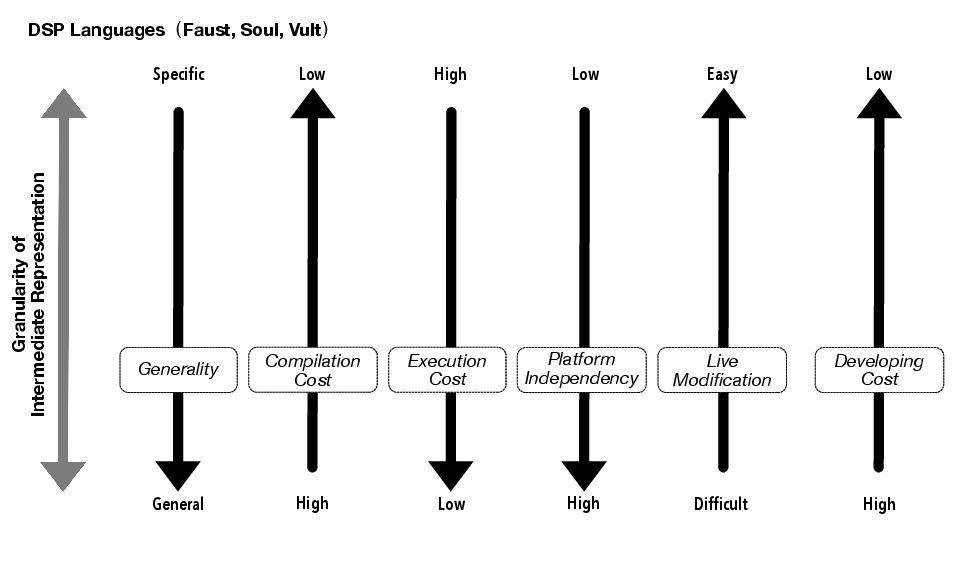 DSP Languages（Faust, Soul, Vult）
Specific
Low
High
Low
Easy
Low
Granularity of
Intermediate Representation
Generality
Compilation
Cost
Execution
Cost
Platform
Independency
Live
Modification
Developing
Cost
General
High
Low
High
Difficult
High